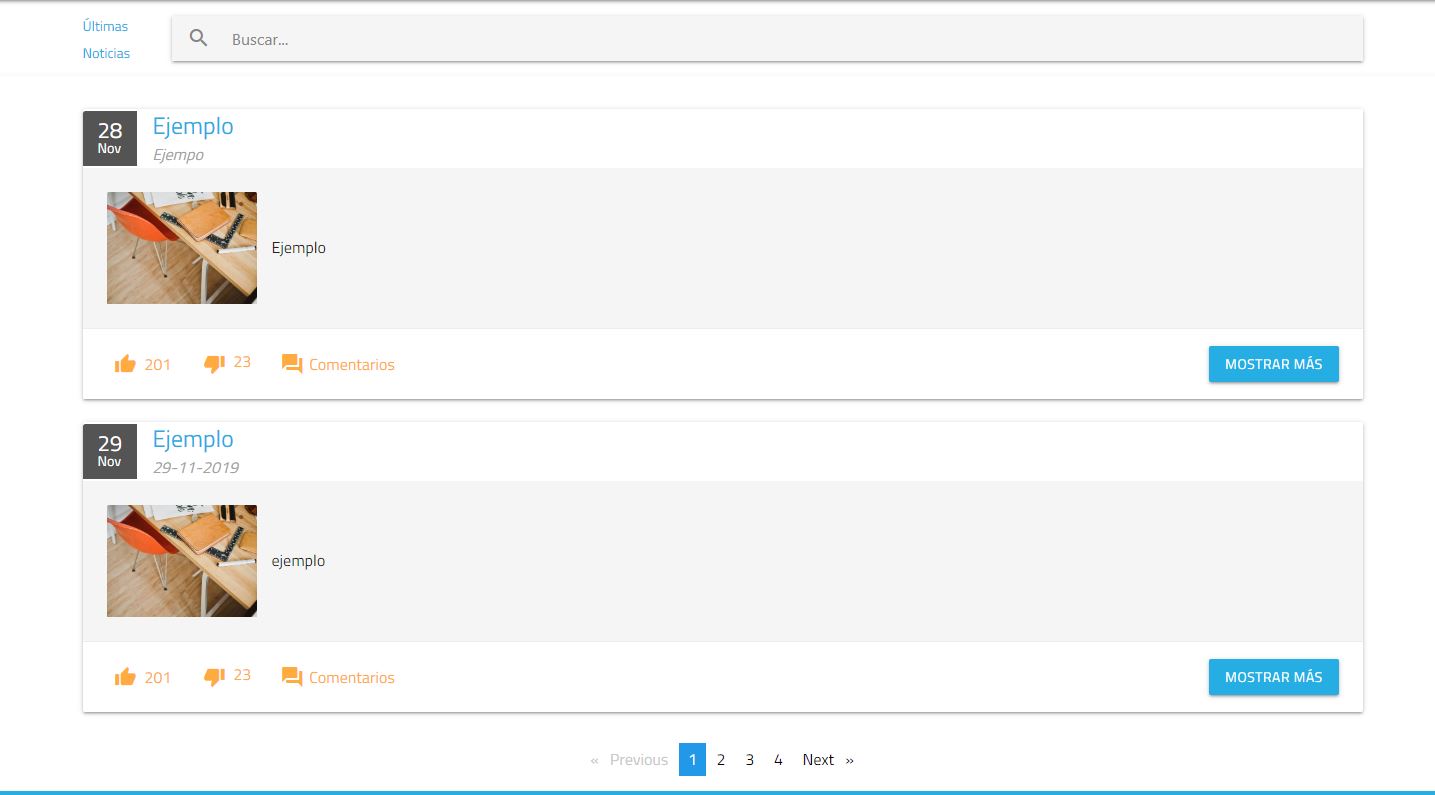 Últimas
Noticias
Buscar...
28
Nov
Ejemplo
Ejempo
Ejemplo
201
23
Comentarios
MOSTRAR MÁS
29
Nov
Ejemplo
29-11-2019
ejemplo
201
23
Comentarios
MOSTRAR MÁS
« Previous 1 2 3 4 Next »